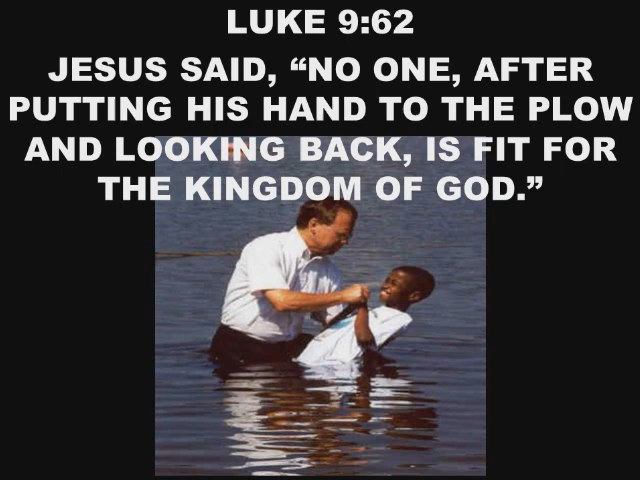 LUKE 9:62
JESUS SAID, “NO ONE, AFTER
PUTTING HIS HAND TO THE PLOW
AND LOOKING BACK, IS FIT FOR
THE KINGDOM OF GOD.”